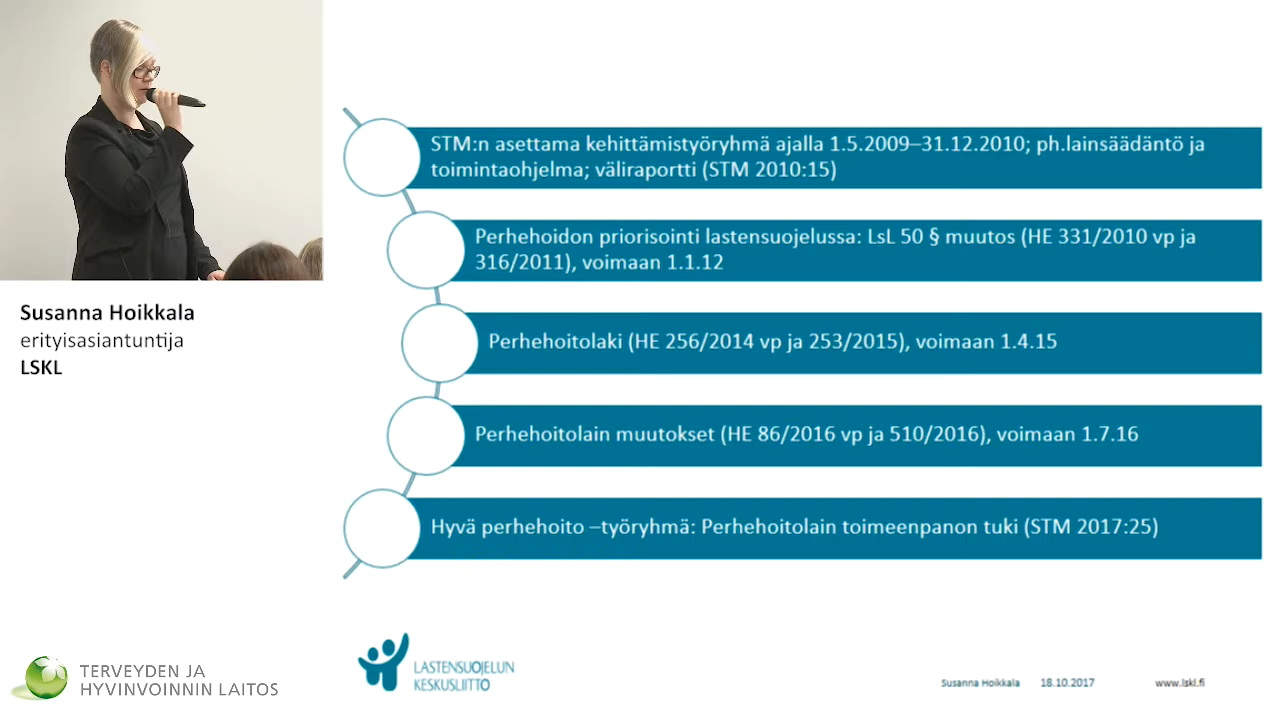 STM:n asettama kehittämistyöryhmä ajalla 1.5.2009–31.12.2010; ph.lainsäädäntö ja
toimintaohjelma; väliraportti (STM 2010:15)
Perhehoidon priorisointi lastensuojelussa: LsL 50 § muutos (HE 331/2010 vp ja
316/2011), voimaan 1.1.12
Perhehoitolaki (HE 256/2014 vp ja 253/2015), voimaan 1.4.15
Perhehoitolain muutokset (HE 86/2016 vp ja 510/2016), voimaan 1.7.16
Hyvä perhehoito –työryhmä: Perhehoitolain toimeenpanon tuki (STM 2017:25)
Susanna Hoikkala
erityisasiantuntija
LSKL
TERVEYDEN JA
HYVINVOINNIN LAITOS
LASTENSUOJELUN
KESKUSLIITTO
Susanna Hoikkala 18.10.2017 www.lskl.fi